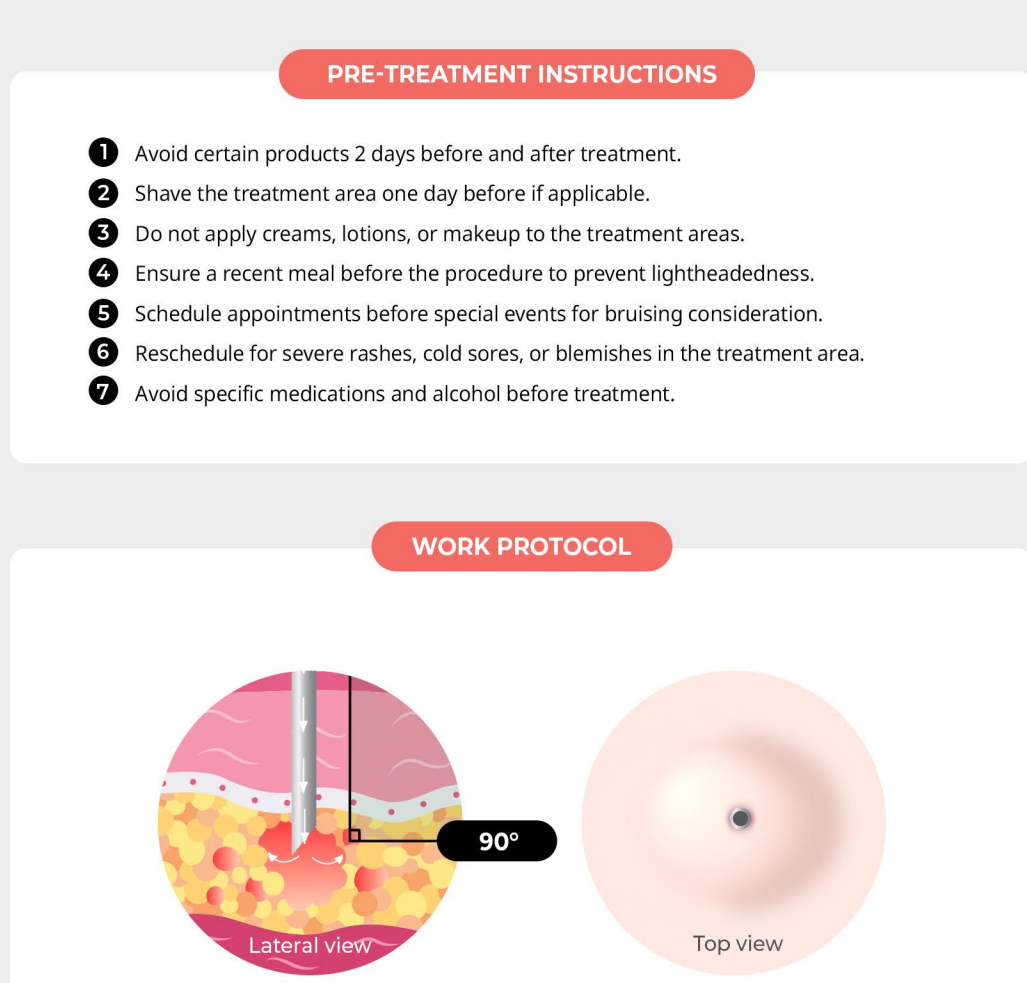 PRE-TREATMENT INSTRUCTIONS
1 Avoid certain products 2 days before and after treatment.
2 Shave the treatment area one day before if applicable.
3 Do not apply creams, lotions, or makeup to the treatment areas.
4 Ensure a recent meal before the procedure to prevent lightheadedness.
5 Schedule appointments before special events for bruising consideration.
6 Reschedule for severe rashes, cold sores, or blemishes in the treatment area.
7 Avoid specific medications and alcohol before treatment.
WORK PROTOCOL
90°
Lateral view
Top view